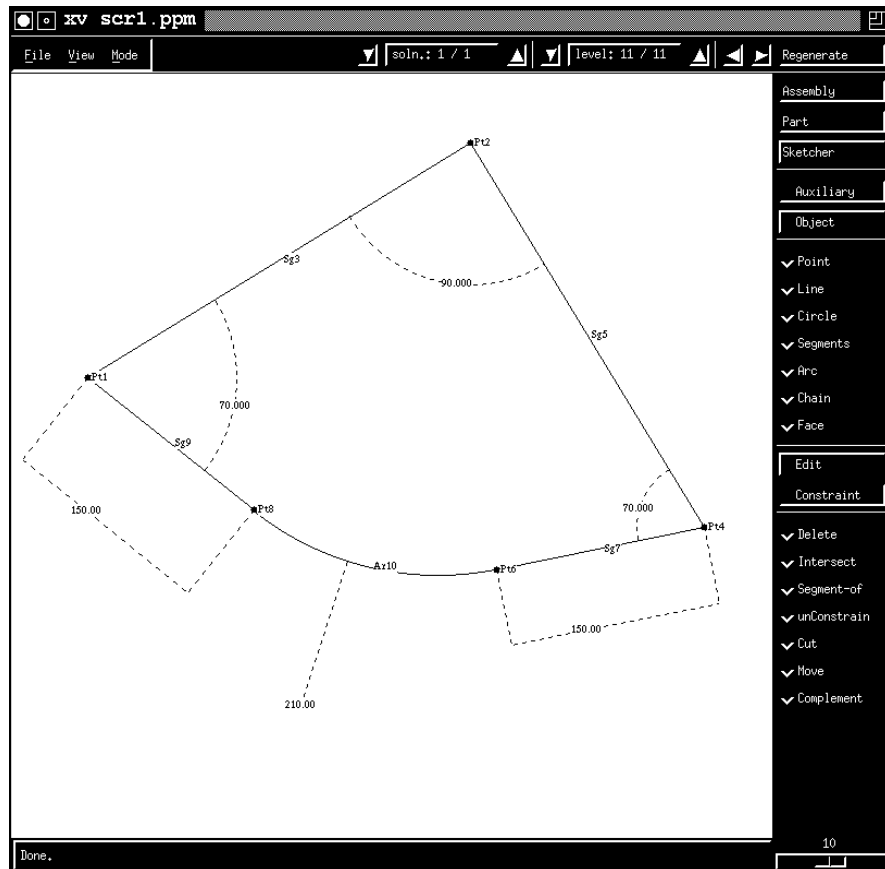 xv scr1.ppm
File View Mode soln.: 1 / 1 level: 11 / 11 Regenerate
Assembly
Part
Sketcher
Auxiliary
Object
Point
Line
Circle
Segments
Arc
Chain
Face
Edit
Constraint
Delete
Intersect
Segment-of
unConstrain
Cut
Move
Complement
10
Pt2
Sg3
90.000
Sg5
Pt1
70.000
Sg9
150.00
Pt8
70.000
Pt4
Sg7
Ar10
Pt6
150.00
210.00
Done.